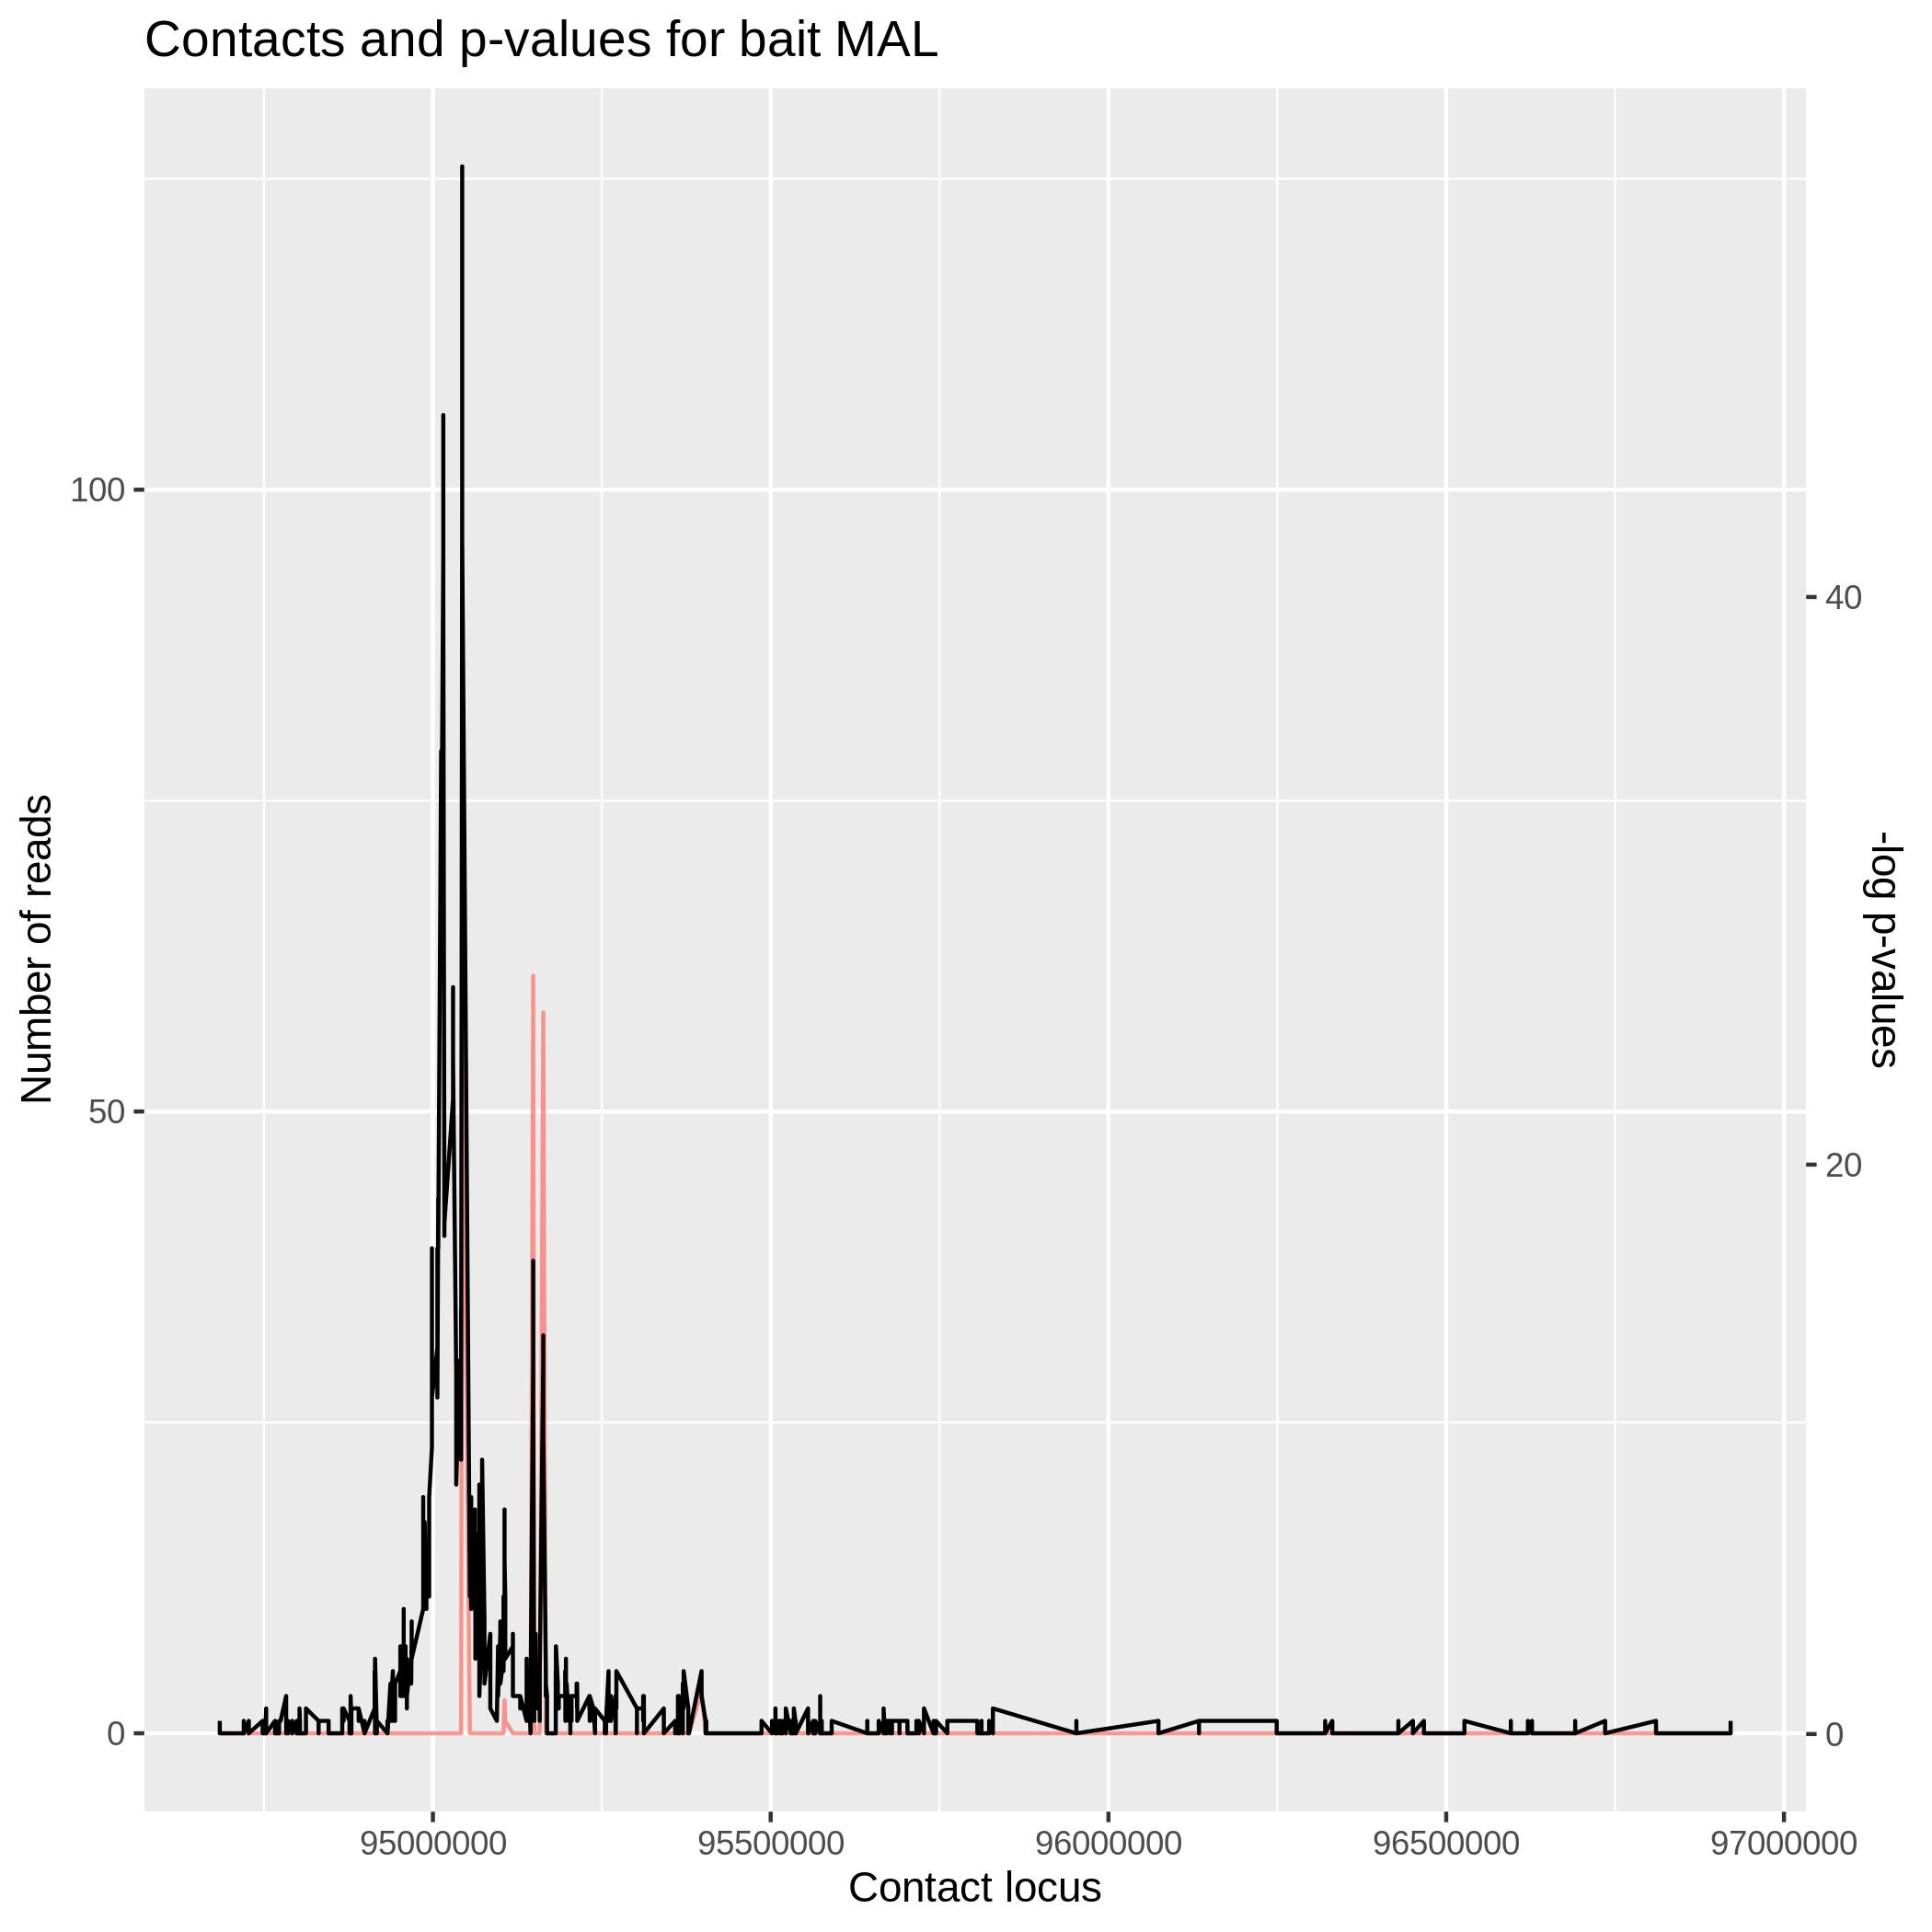 Contacts and p-values for bait MAL
Number of reads
100
50
0
40
20
0
-log p-values
95000000 95500000 96000000 96500000 97000000
Contact locus